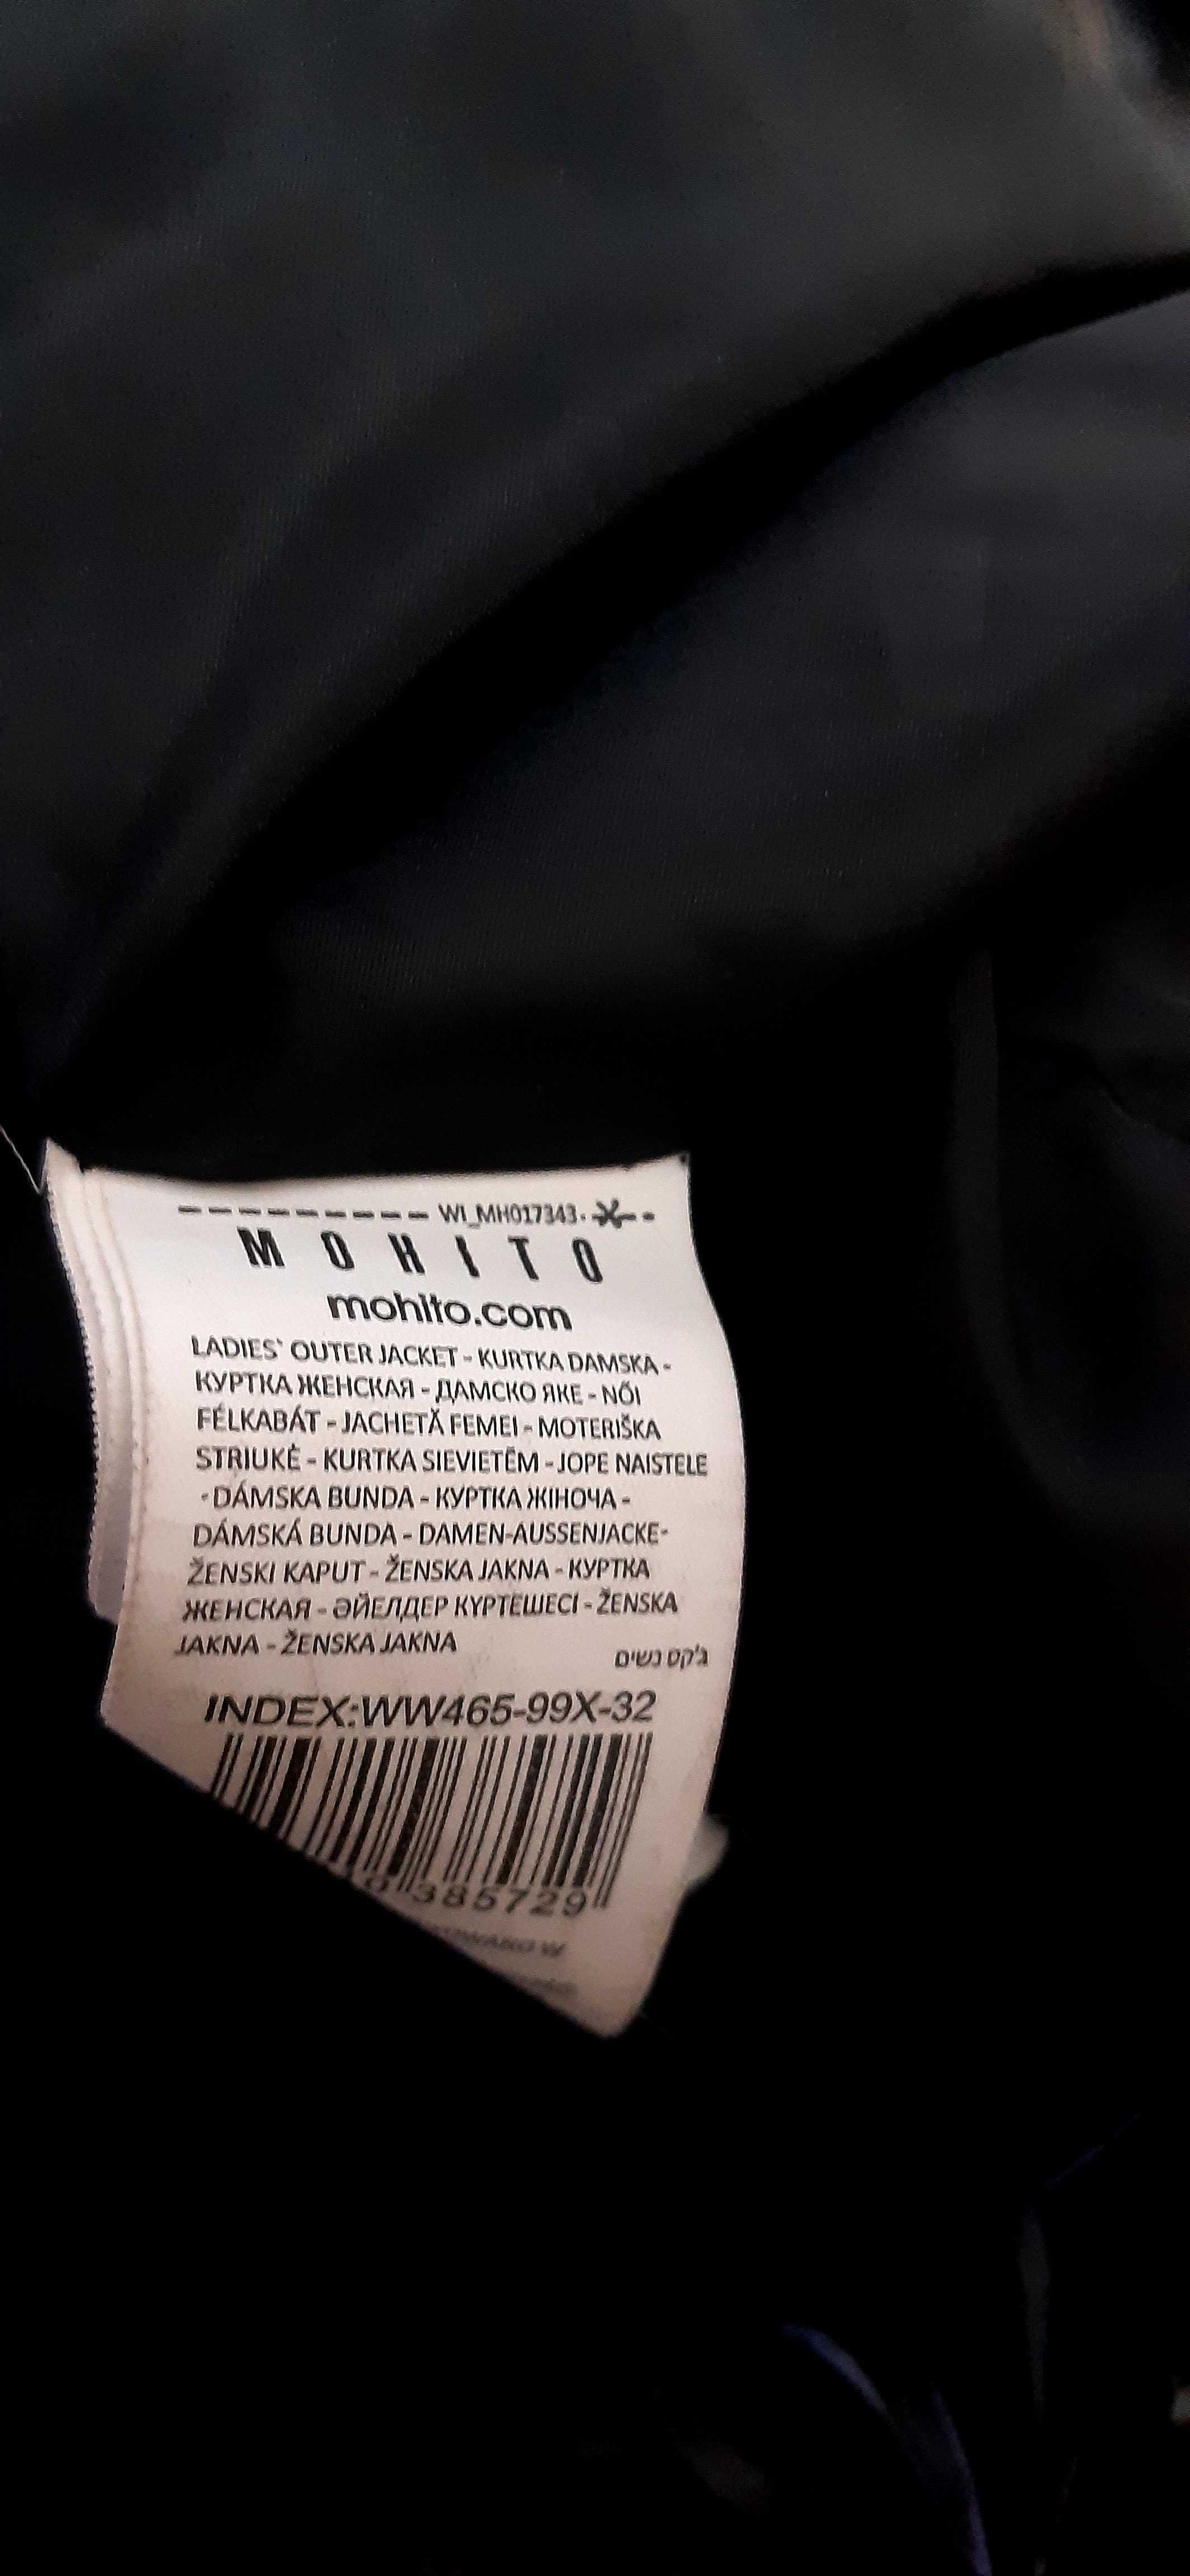 --------- WI_MH017343- --
MOHITO
mohito.com
LADIES` OUTER JACKET - KURTKA DAMSKA -
КУРТКА ЖЕНСКАЯ - ДАМСКО ЯКЕ - NŐI
FÉLKABÁT - JACHETĂ FEMEI - MOTERIŠKA
STRIUKĖ - KURTKA SIEVIETĒM - JOPE NAISTELE
- DÁMSKA BUNDA - КУРТКА ЖІНОЧА -
DÁMSKÁ BUNDA - DAMEN-AUSSENJACKE-
ŽENSKI KAPUT - ŽENSKA JAKNA - КУРТКА
ЖЕНСКАЯ - ӘЙЕЛДЕР КҮРТЕШЕСІ - ŽENSKA
JAKNA - ŽENSKA JAKNA
ג'קט נשים
INDEX:WW465-99X-32
385729